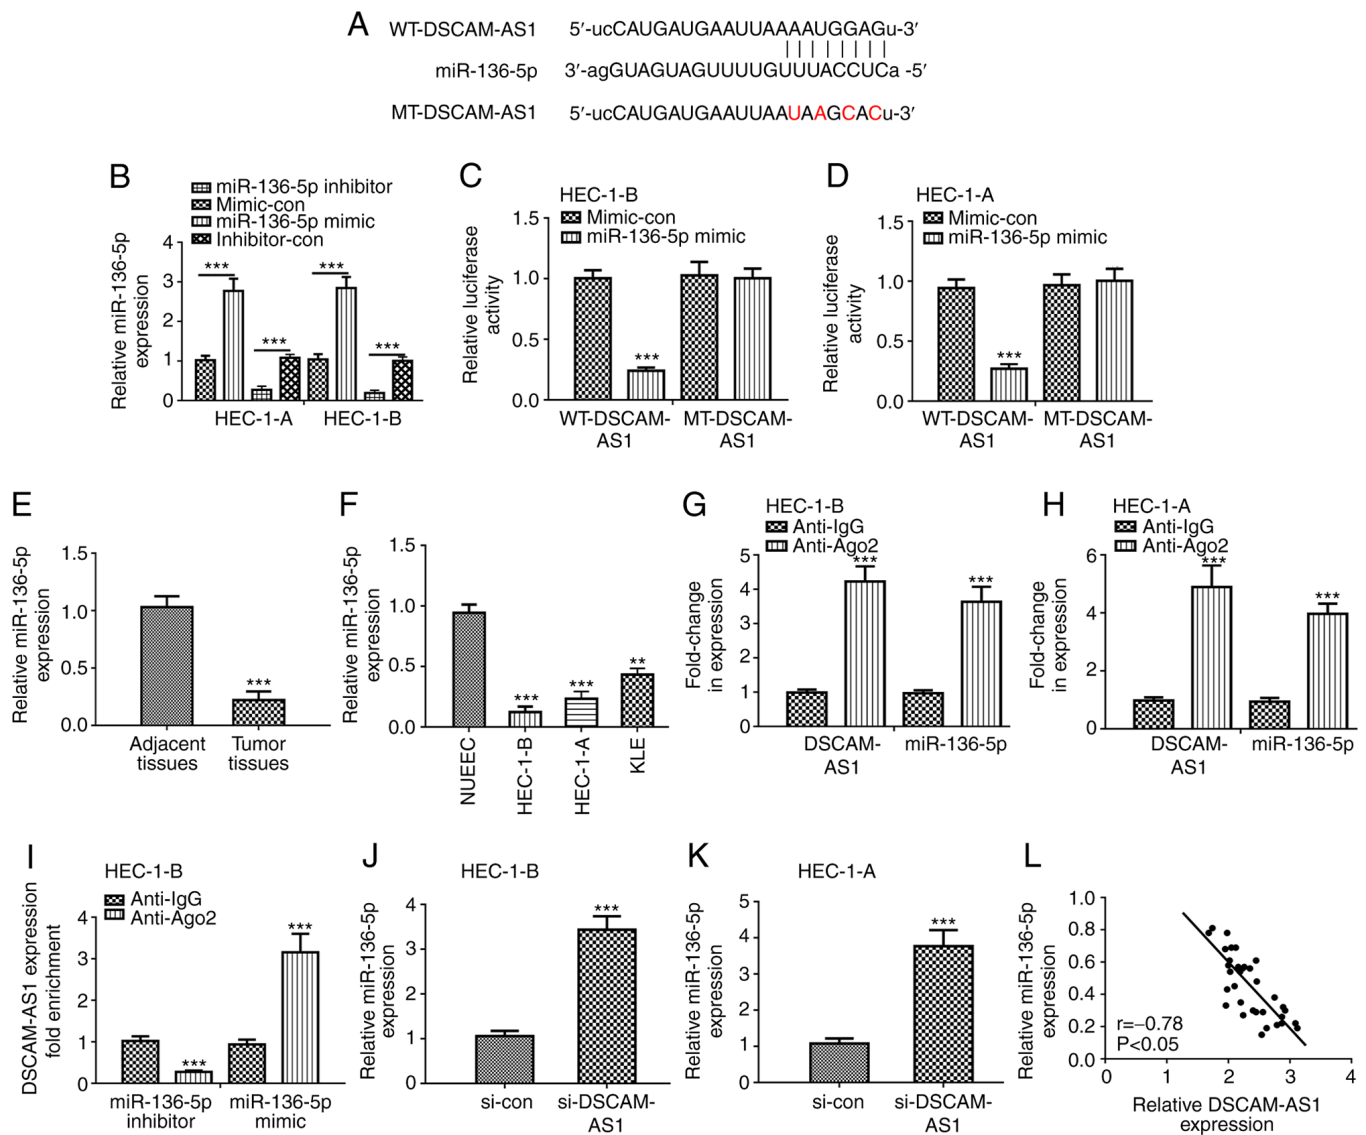 A
WT-DSCAM-AS1 5′-ucCAUGAUGAAUUAAAAUGGAGu-3′
miR-136-5p 3′-agGUAGUAGUUUUGUUUACCUCa -5′
MT-DSCAM-AS1 5′-ucCAUGAUGAAUUAAUAAGCACu-3′
B
miR-136-5p inhibitor
Mimic-con
miR-136-5p mimic
Inhibitor-con
Relative miR-136-5p
expression
4
3
2
1
0
***
***
***
***
HEC-1-A HEC-1-B
C
HEC-1-B
Mimic-con
miR-136-5p mimic
Relative luciferase
activity
1.5
1.0
0.5
0.0
***
WT-DSCAM-
AS1
MT-DSCAM-
AS1
D
HEC-1-A
Mimic-con
miR-136-5p mimic
Relative luciferase
activity
1.5
1.0
0.5
0.0
***
WT-DSCAM-
AS1
MT-DSCAM-
AS1
E
Relative miR-136-5p
expression
1.5
1.0
0.5
0.0
***
Adjacent
tissues
Tumor
tissues
F
Relative miR-136-5p
expression
1.5
1.0
0.5
0.0
***
***
**
NUEEC
HEC-1-B
HEC-1-A
KLE
G
HEC-1-B
Anti-IgG
Anti-Ago2
Fold-change
in expression
5
4
3
2
1
0
***
***
DSCAM-
AS1
miR-136-5p
H
HEC-1-A
Anti-IgG
Anti-Ago2
Fold-change
in expression
6
4
2
0
***
***
DSCAM-
AS1
miR-136-5p
I
HEC-1-B
Anti-IgG
Anti-Ago2
DSCAM-AS1 expression
fold enrichment
4
3
2
1
0
***
***
miR-136-5p
inhibitor
miR-136-5p
mimic
J
HEC-1-B
Relative miR-136-5p
expression
4
3
2
1
0
***
si-con
si-DSCAM-
AS1
K
HEC-1-A
Relative miR-136-5p
expression
5
4
3
2
1
0
***
si-con
si-DSCAM-
AS1
L
Relative miR-136-5p
expression
1.0
0.8
0.6
0.4
0.2
0.0
r=−0.78
P<0.05
0 1 2 3 4
Relative DSCAM-AS1
expression